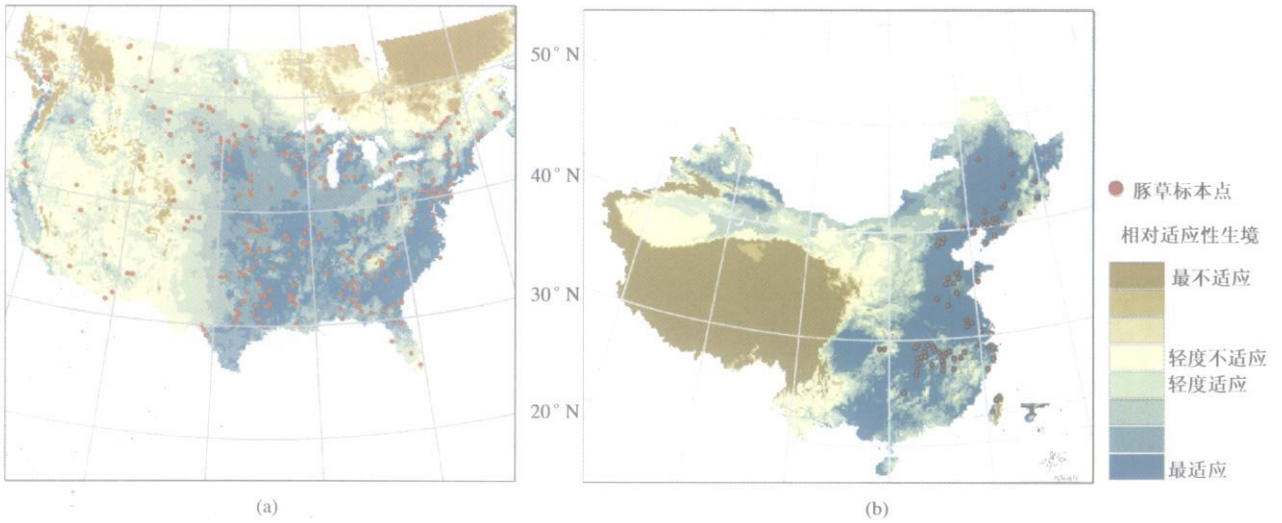 50° N
40° N
30° N
20° N
豚草标本点
相对适应性生境
最不适应
轻度不适应
轻度适应
最适应
(a)
(b)